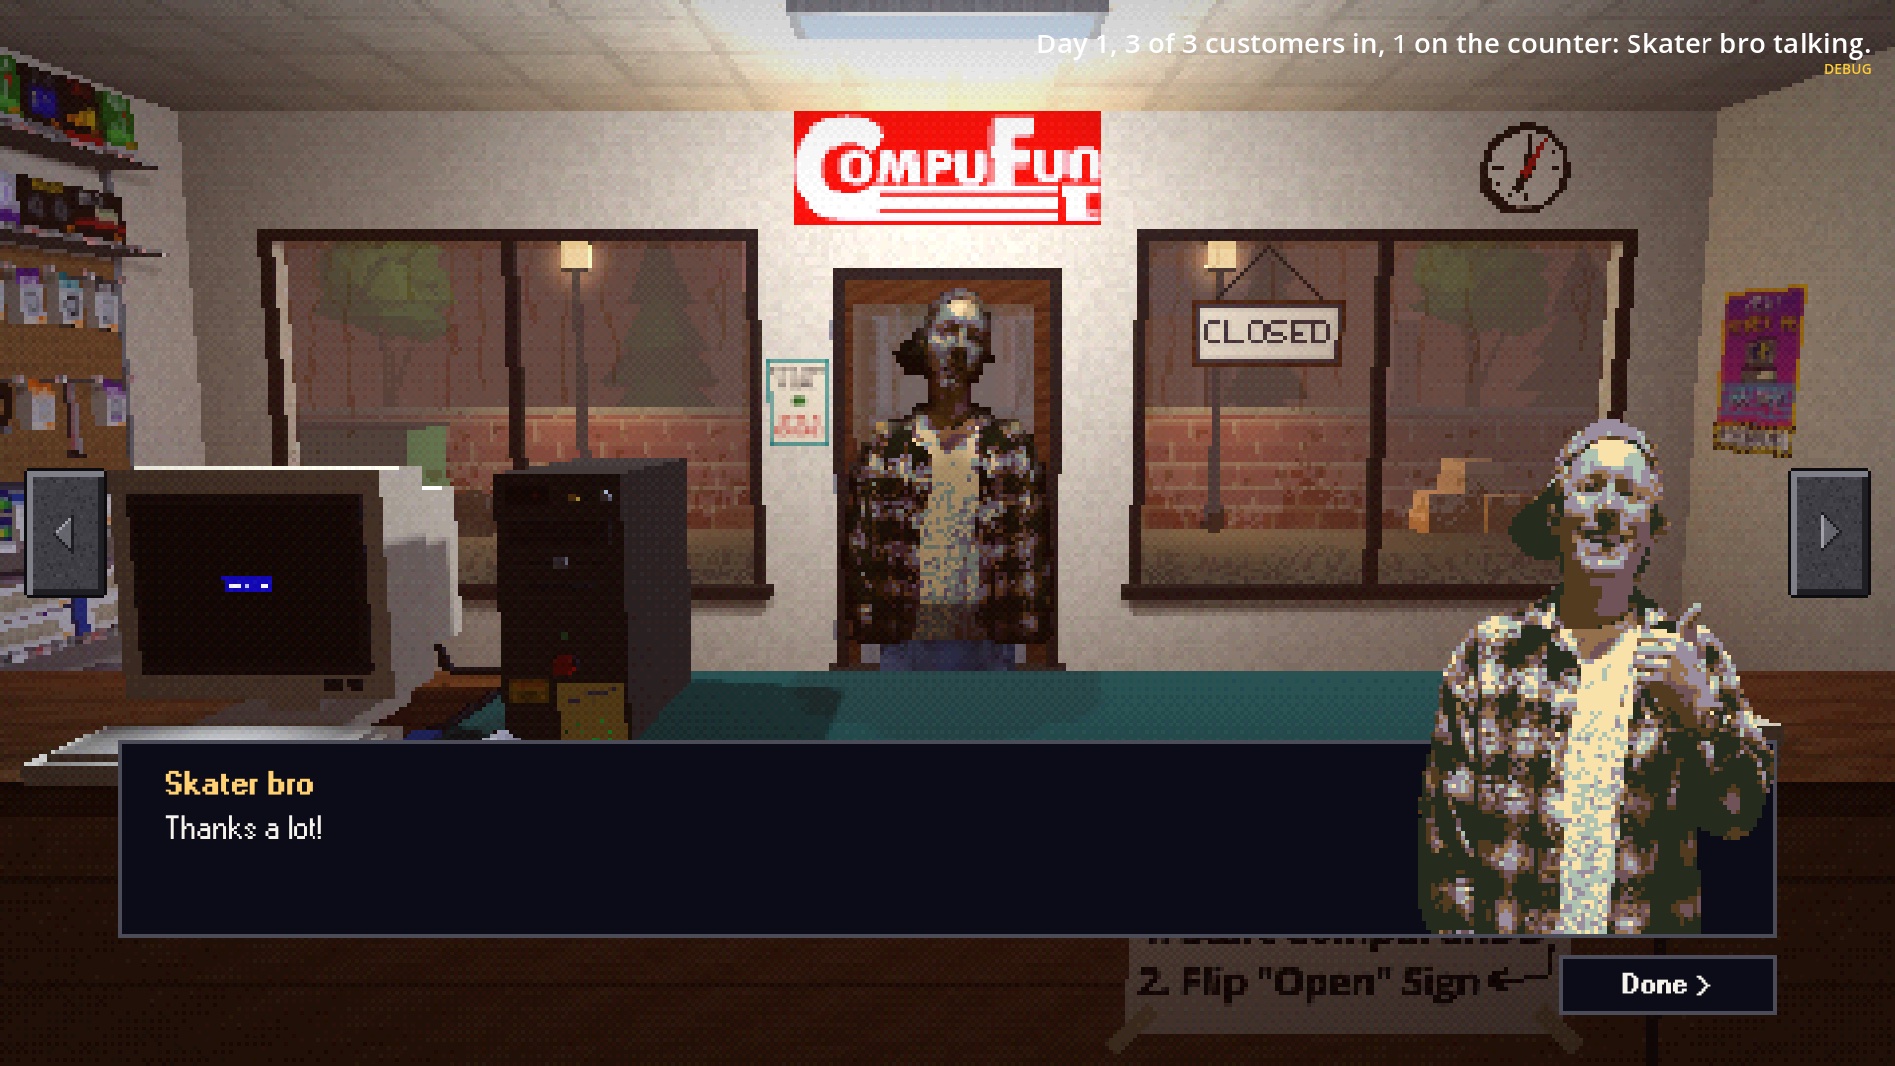 Day 1, 3 of 3 customers in, 1 on the counter: Skater bro talking.
DEBUG
COMPUFUN
CLOSED
Skater bro
Thanks a lot!
2. Flip "Open" Sign
Done >